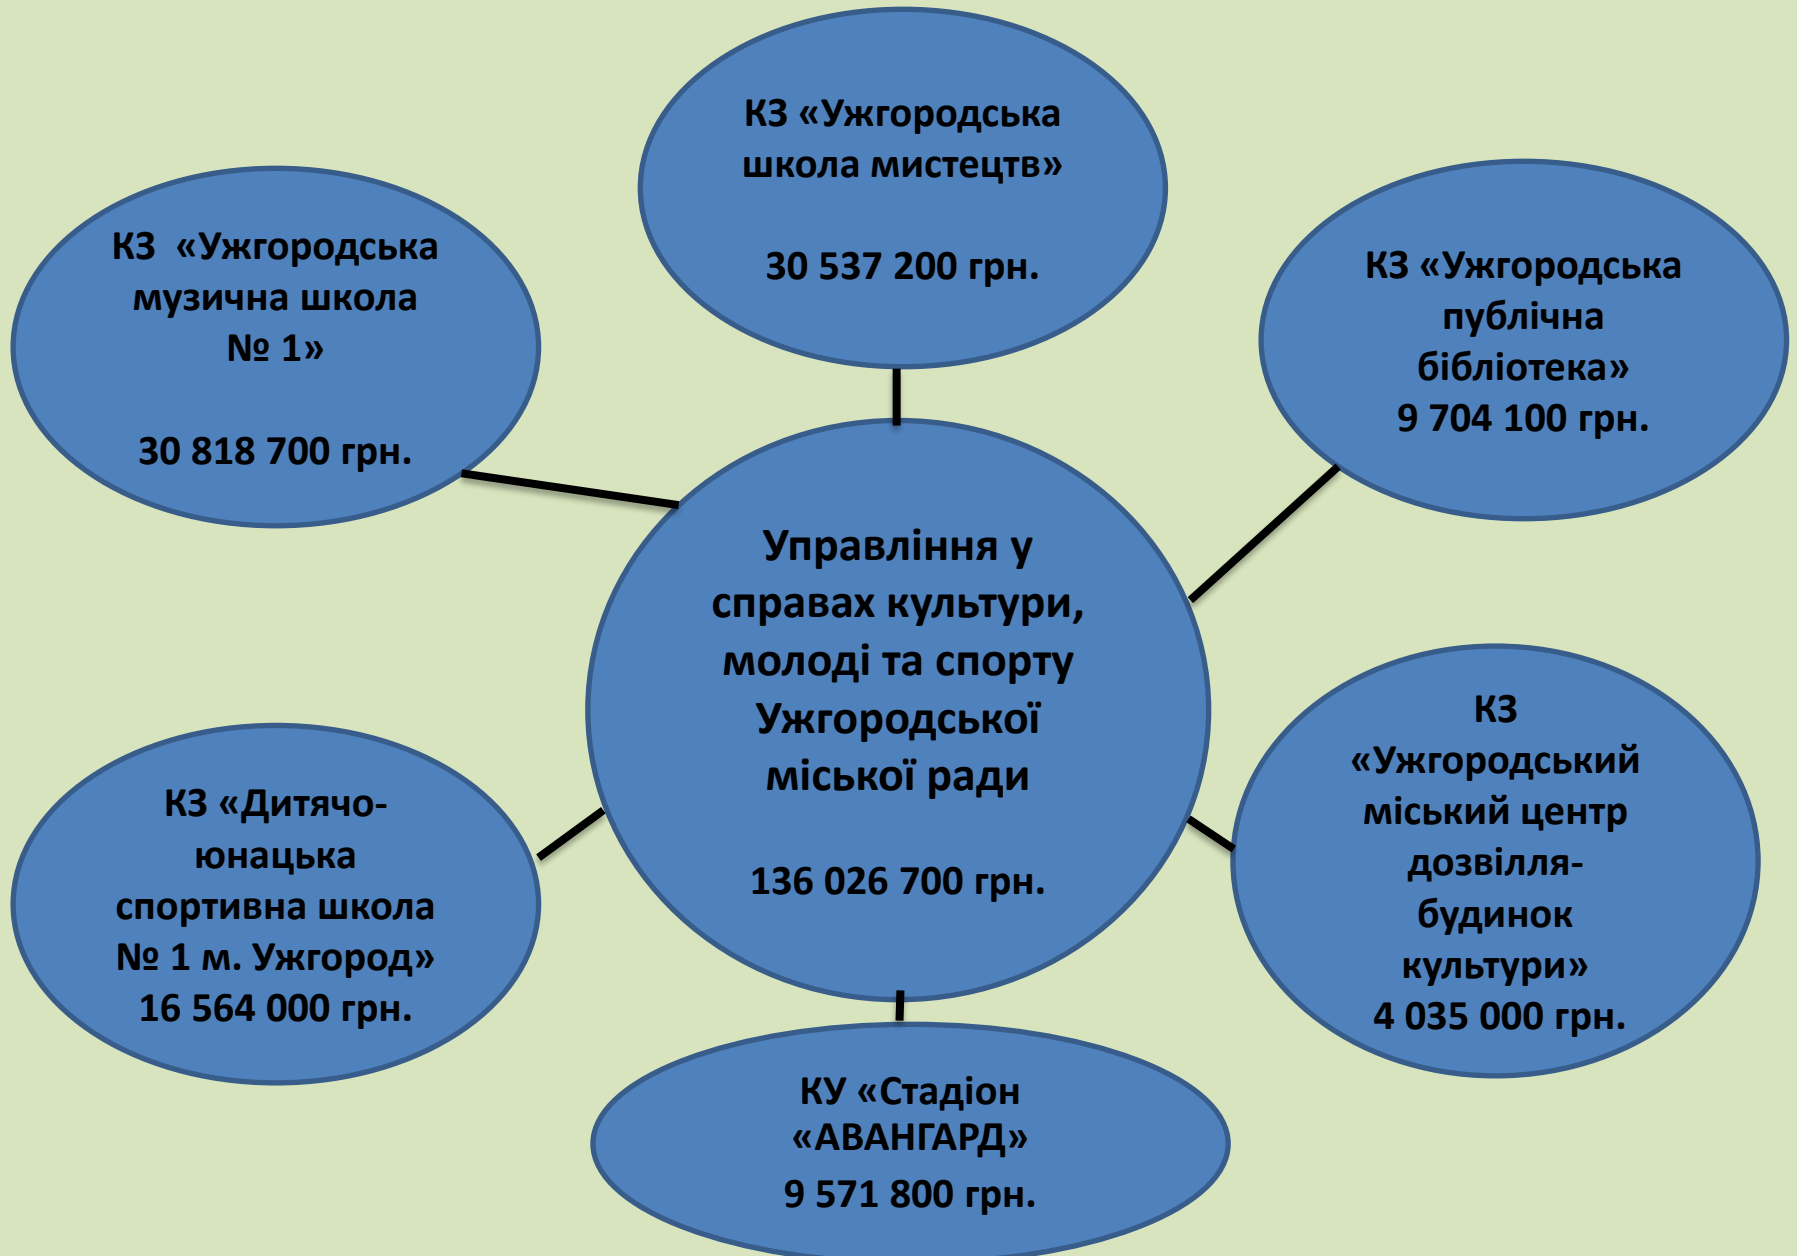 КЗ «Ужгородська
школа мистецтв»
30 537 200 грн.
КЗ «Ужгородська
музична школа
№ 1»
30 818 700 грн.
КЗ «Ужгородська
публічна
бібліотека»
9 704 100 грн.
Управління у
справах культури,
молоді та спорту
Ужгородської
міської ради
136 026 700 грн.
КЗ «Дитячо-
юнацька
спортивна школа
№ 1 м. Ужгород»
16 564 000 грн.
КЗ
«Ужгородський
міський центр
дозвілля-
будинок
культури»
4 035 000 грн.
КУ «Стадіон
«АВАНГАРД»
9 571 800 грн.